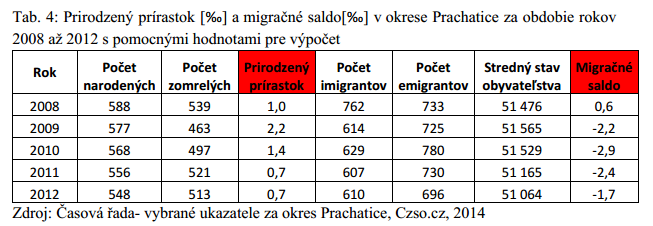 Tab. 4: Prirodzený prírastok [‰] a migračné saldo[‰] v okrese Prachatice za obdobie rokov
2008 až 2012 s pomocnými hodnotami pre výpočet
Rok Počet narodených Počet zomrelých Prirodzený prírastok Počet imigrantov Počet emigrantov Stredný stav obyvateľstva Migračné saldo
2008 588 539 1,0 762 733 51 476 0,6
2009 577 463 2,2 614 725 51 565 -2,2
2010 568 497 1,4 629 780 51 529 -2,9
2011 556 521 0,7 607 730 51 165 -2,4
2012 548 513 0,7 610 696 51 064 -1,7
Zdroj: Časová řada- vybrané ukazatele za okres Prachatice, Czso.cz, 2014